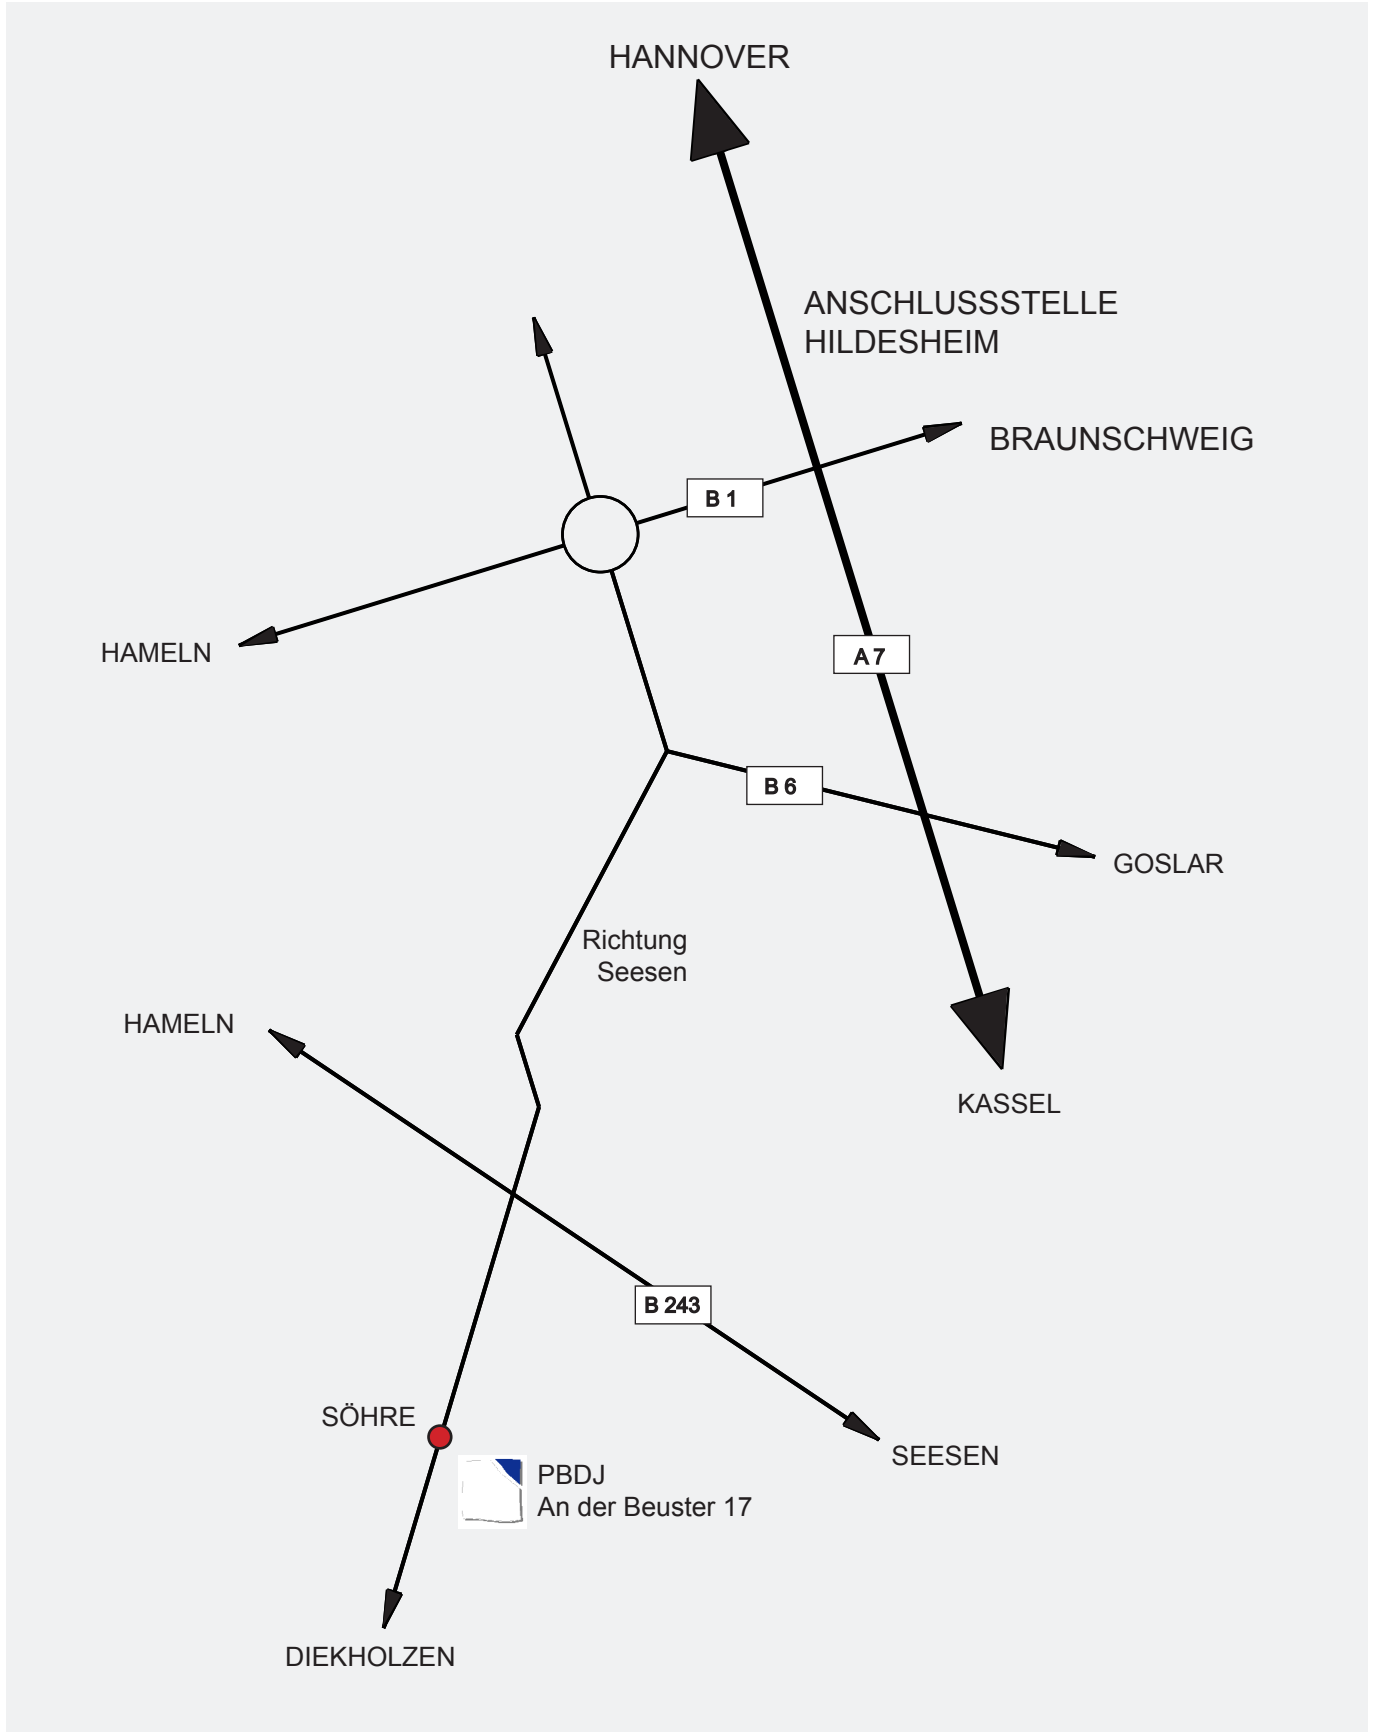 HANNOVER
ANSCHLUSSSTELLE
HILDESHEIM
BRAUNSCHWEIG
B 1
HAMELN
A 7
B 6
GOSLAR
Richtung
Seesen
HAMELN
KASSEL
B 243
SÖHRE
SEESEN
PBDJ
An der Beuster 17
DIEKHOLZEN